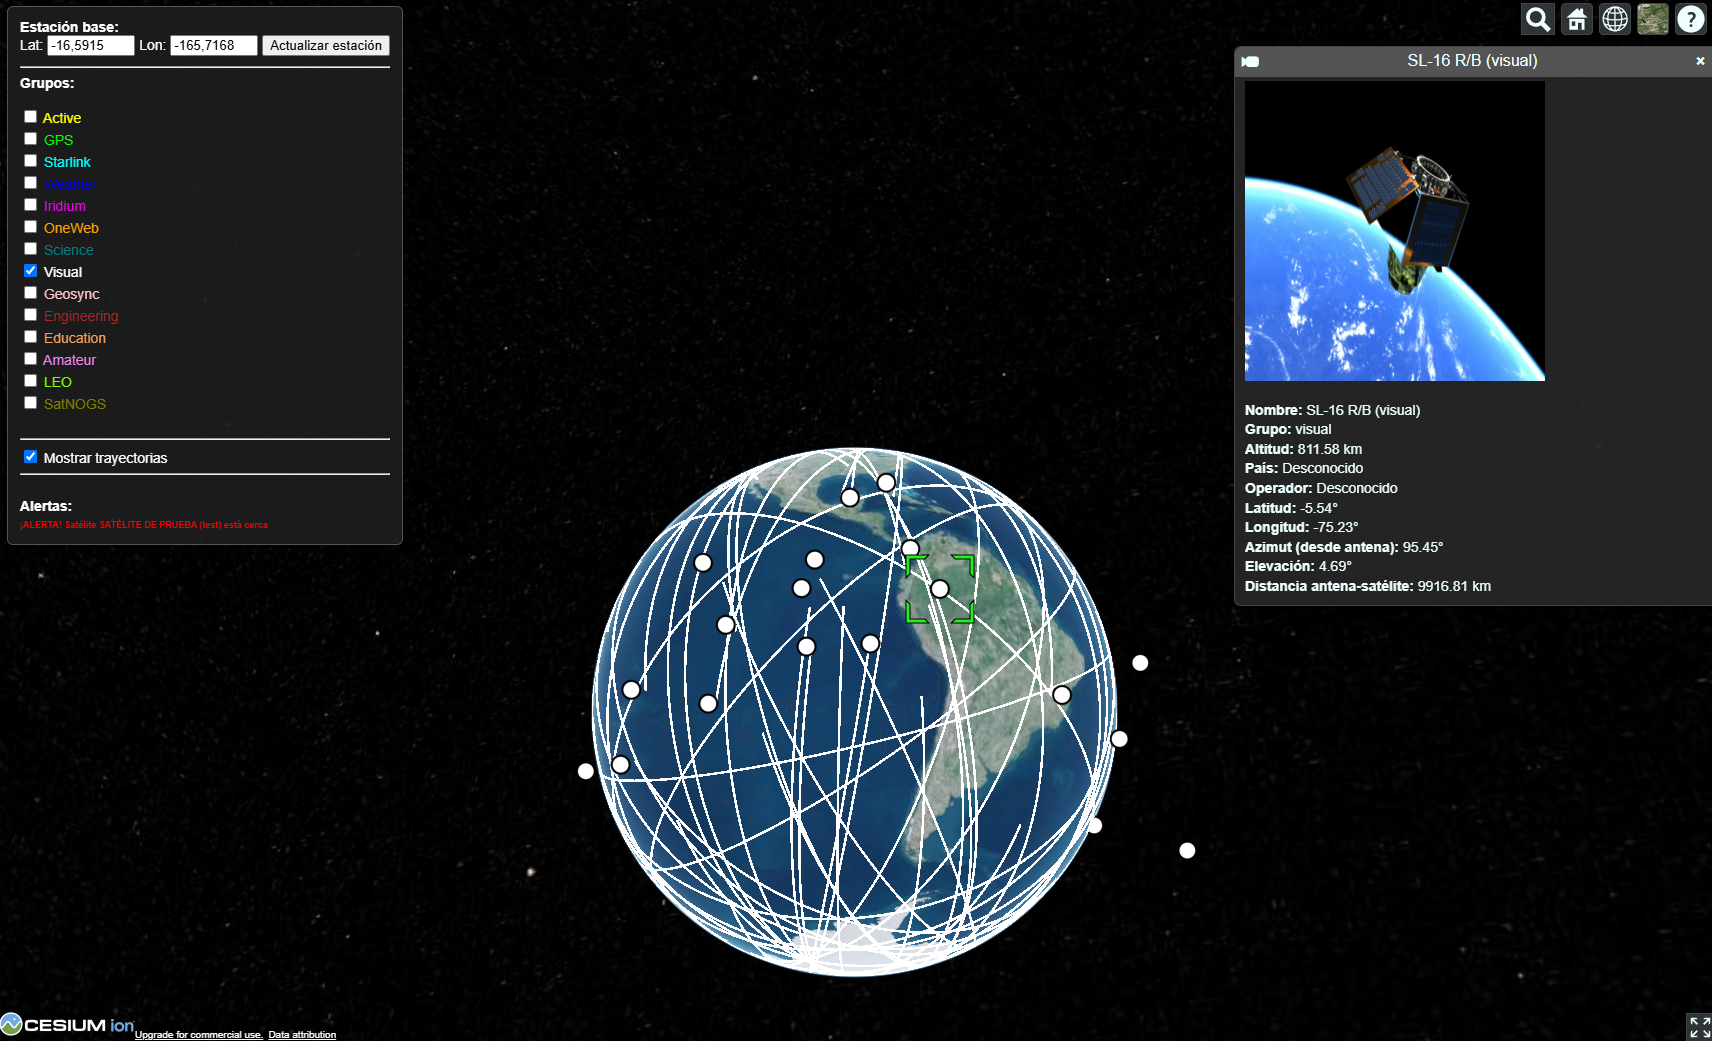 Estación base:
Lat: -16,5915 Lon: -165,7168 Actualizar estación
Grupos:
Active
GPS
Starlink
Weather
Iridium
OneWeb
Science
Visual
Geosync
Engineering
Education
Amateur
LEO
SatNOGS
Mostrar trayectorias
Alertas:
¡ALERTA! Satélite SATÉLITE DE PRUEBA (test) está cerca
SL-16 R/B (visual)
Nombre: SL-16 R/B (visual)
Grupo: visual
Altitud: 811.58 km
País: Desconocido
Operador: Desconocido
Latitud: -5.54°
Longitud: -75.23°
Azimut (desde antena): 95.45°
Elevación: 4.69°
Distancia antena-satélite: 9916.81 km
CESIUM ion
Upgrade for commercial use. Data attribution